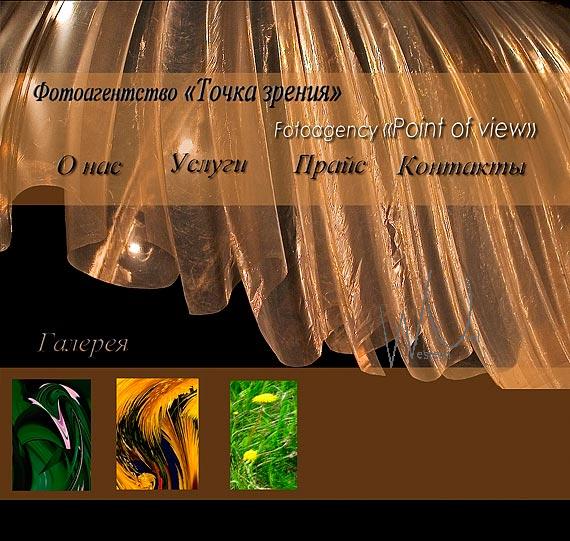 Фотоагентство «Точка зрения»
Fotoagency «Point of view»
О нас Услуги Прайс Контакты
Галерея